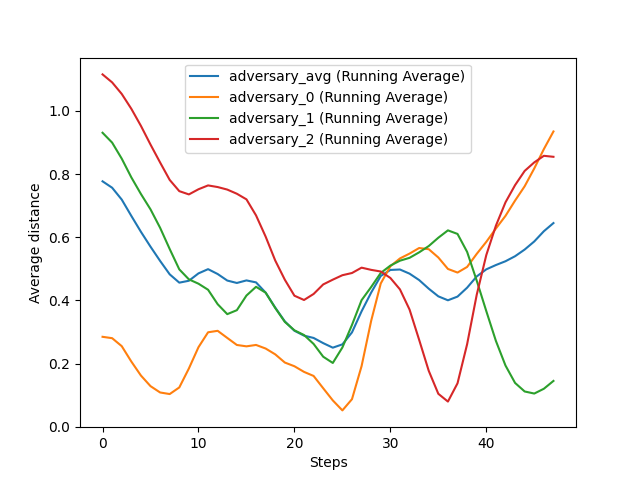 adversary_avg (Running Average)
adversary_0 (Running Average)
adversary_1 (Running Average)
adversary_2 (Running Average)
1.0
0.8
0.6
0.4
0.2
0.0
Average distance
0 10 20 30 40
Steps